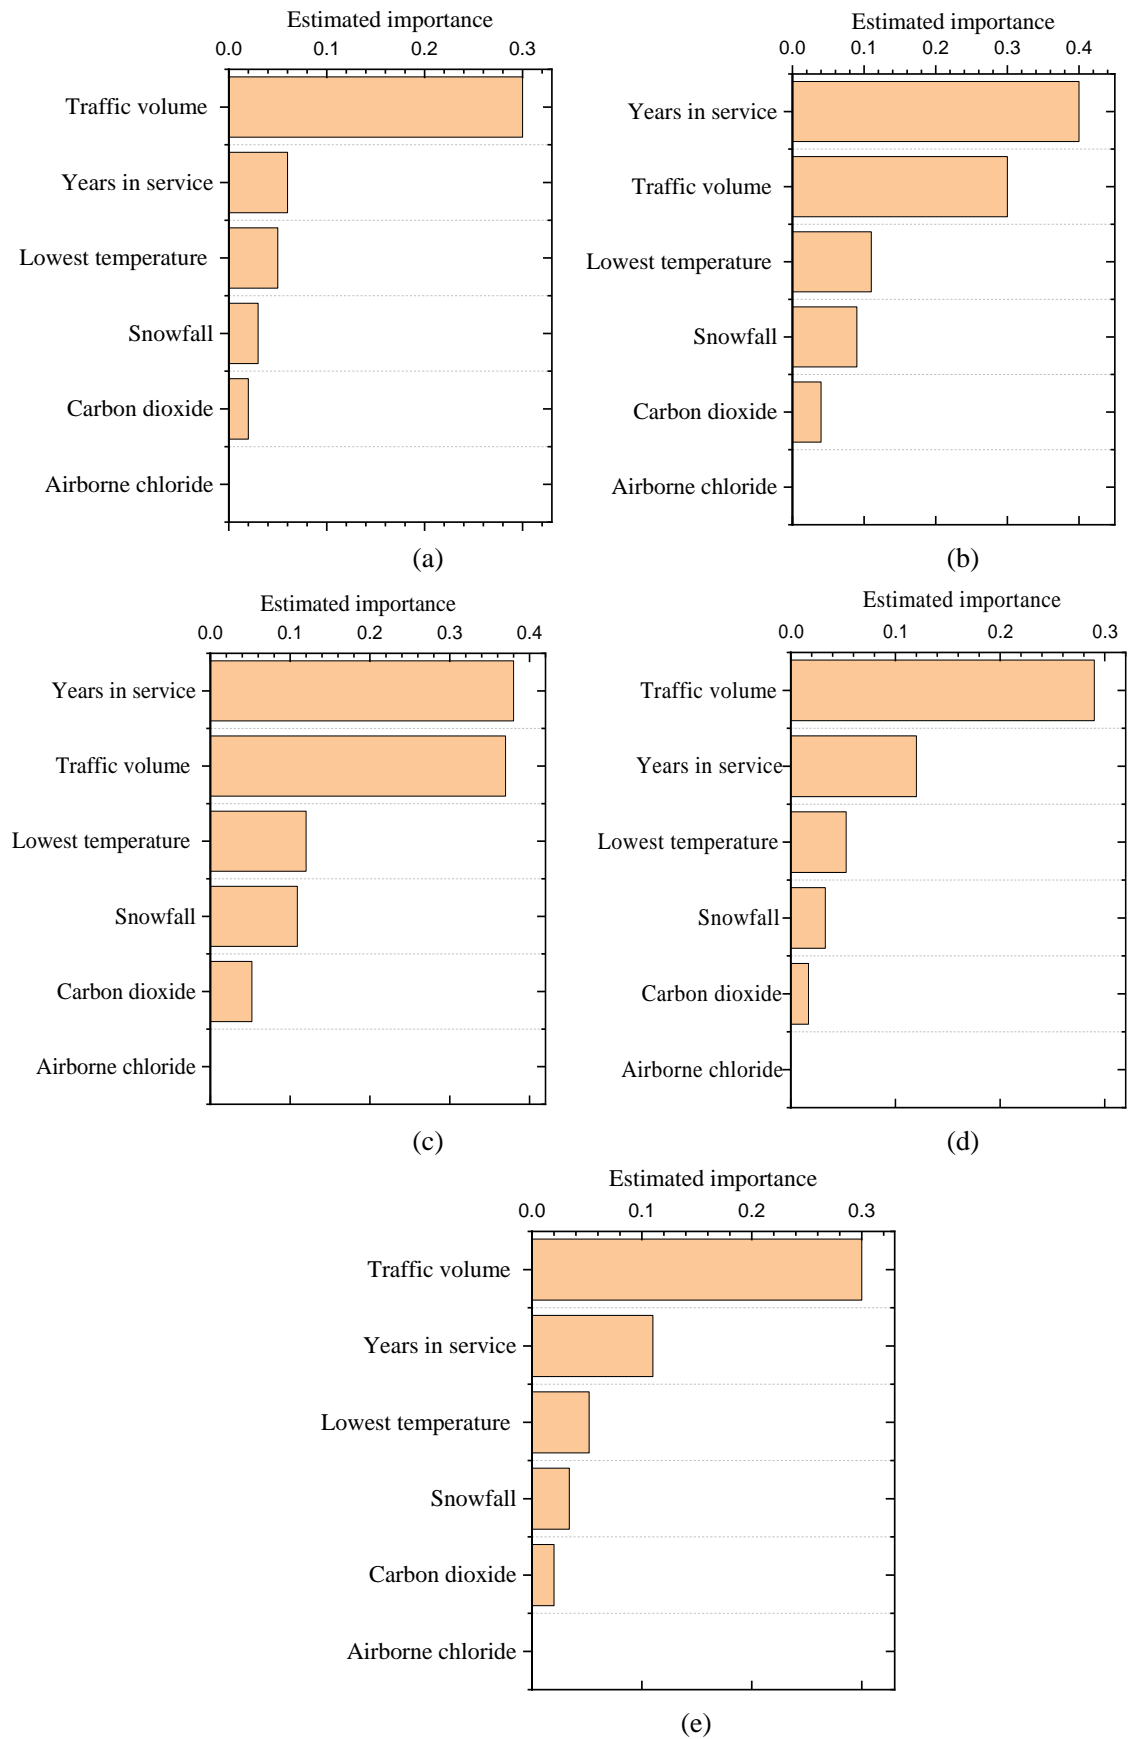 Estimated importance
0.0 0.1 0.2 0.3
Traffic volume
Years in service
Lowest temperature
Snowfall
Carbon dioxide
Airborne chloride
(a)
Estimated importance
0.0 0.1 0.2 0.3 0.4
Years in service
Traffic volume
Lowest temperature
Snowfall
Carbon dioxide
Airborne chloride
(b)
Estimated importance
0.0 0.1 0.2 0.3 0.4
Years in service
Traffic volume
Lowest temperature
Snowfall
Carbon dioxide
Airborne chloride
(c)
Estimated importance
0.0 0.1 0.2 0.3
Traffic volume
Years in service
Lowest temperature
Snowfall
Carbon dioxide
Airborne chloride
(d)
Estimated importance
0.0 0.1 0.2 0.3
Traffic volume
Years in service
Lowest temperature
Snowfall
Carbon dioxide
Airborne chloride
(e)